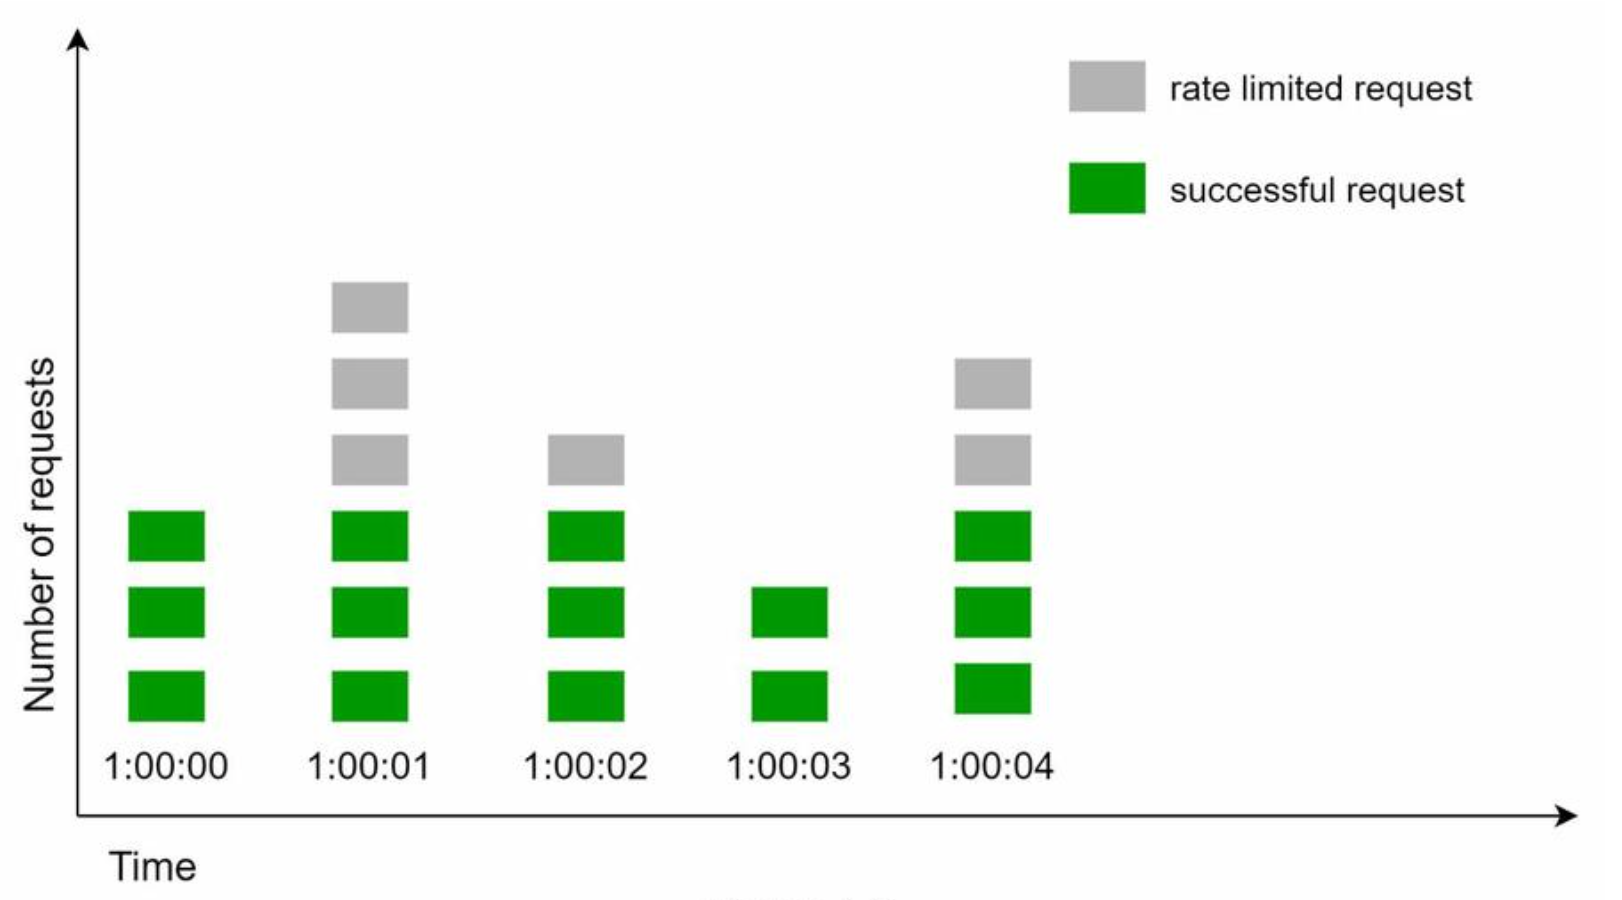 rate limited request
successful request
Number of requests
1:00:00 1:00:01 1:00:02 1:00:03 1:00:04
Time